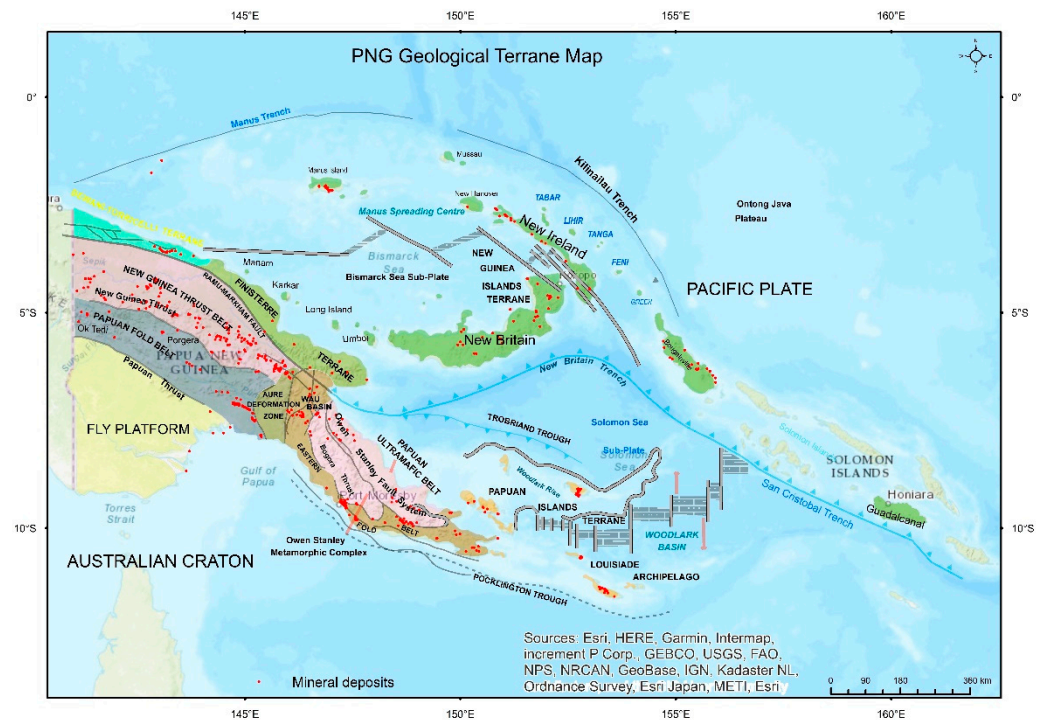 145°E 150°E 155°E 160°E
PNG Geological Terrane Map
0° 0°
Manus Trench
Mussau
Kilinailau Trench
Manus Island
New Hanover
TABAR
Ontong Java
Plateau
Manus Spreading Centre
LIHIR
New Ireland
TANGA
Manam
Bismarck
Sea
NEW
GUINEA
ISLANDS
TERRANE
FENI
Sepik
Bismarck Sea Sub-Plate
Kokopo
NEW GUINEA THRUST BELT
RAMU-MARKHAM FAULT
FINISTERRE
TERRANE
Karkar
GREEN
PACIFIC PLATE
New Guinea Thrust
Long Island
5°S 5°S
Ok Tedi
PAPUAN FOLD BELT
Porgera
Umboi
New Britain
Bougainville
PAPUA NEW
GUINEA
New Britain
Trench
Papuan Thrust
AURE
DEFORMATION
ZONE
WAU
BASIN
FLY PLATFORM
TROBRIAND TROUGH
Solomon Sea
Sub-Plate
Solomon
Sea
Owen Stanley Fault System
PAPUAN
ULTRAMAFIC BELT
Solomon Islands
SOLOMON
ISLANDS
Gulf of
Papua
EASTERN
FOLD
BELT
Bogora
Thrust
Woodlark Rise
PAPUAN
ISLANDS
TERRANE
San Cristobal Trench
Port Moresby
Honiara
Guadalcanal
Torres
Strait
10°S 10°S
WOODLARK
BASIN
Owen Stanley
Metamorphic Complex
AUSTRALIAN CRATON
LOUISIADE
ARCHIPELAGO
POCKLINGTON TROUGH
Sources: Esri, HERE, Garmin, Intermap,
increment P Corp., GEBCO, USGS, FAO,
NPS, NRCAN, GeoBase, IGN, Kadaster NL,
Ordnance Survey, Esri Japan, METI, Esri
Mineral deposits
0 90 180 360 km
145°E 150°E 155°E 160°E